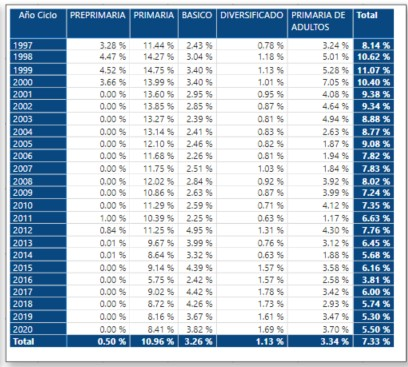 Año Ciclo PREPRIMARIA PRIMARIA BASICO DIVERSIFICADO PRIMARIA DE ADULTOS Total
1997 3.28 % 11.44 % 2.43 % 0.78 % 3.24 % 8.14 %
1998 4.47 % 14.27 % 3.04 % 1.18 % 5.01 % 10.62 %
1999 4.52 % 14.75 % 3.40 % 1.13 % 5.28 % 11.07 %
2000 3.66 % 13.99 % 3.40 % 1.01 % 7.05 % 10.40 %
2001 0.00 % 13.60 % 2.95 % 0.95 % 4.08 % 9.38 %
2002 0.00 % 13.85 % 2.85 % 0.87 % 4.64 % 9.34 %
2003 0.00 % 13.27 % 2.39 % 0.81 % 4.94 % 8.88 %
2004 0.00 % 13.14 % 2.41 % 0.83 % 2.63 % 8.77 %
2005 0.00 % 12.10 % 2.46 % 0.82 % 1.87 % 9.08 %
2006 0.00 % 11.68 % 2.26 % 0.81 % 1.94 % 7.82 %
2007 0.00 % 11.75 % 2.51 % 1.03 % 1.84 % 7.83 %
2008 0.00 % 12.02 % 2.84 % 0.92 % 3.92 % 8.02 %
2009 0.00 % 10.86 % 2.63 % 0.87 % 3.99 % 7.24 %
2010 0.00 % 11.29 % 2.59 % 0.71 % 4.12 % 7.35 %
2011 1.00 % 10.39 % 2.25 % 0.63 % 1.17 % 6.63 %
2012 0.84 % 11.25 % 4.95 % 1.31 % 4.30 % 7.76 %
2013 0.01 % 9.67 % 3.99 % 0.76 % 3.12 % 6.45 %
2014 0.01 % 8.64 % 3.32 % 0.63 % 1.88 % 5.68 %
2015 0.00 % 9.14 % 4.39 % 1.57 % 3.58 % 6.16 %
2016 0.00 % 5.75 % 2.42 % 1.57 % 2.58 % 3.81 %
2017 0.00 % 9.02 % 4.42 % 1.78 % 3.42 % 6.00 %
2018 0.00 % 8.72 % 4.26 % 1.73 % 2.93 % 5.74 %
2019 0.00 % 8.16 % 3.67 % 1.61 % 3.47 % 5.30 %
2020 0.00 % 8.41 % 3.82 % 1.69 % 3.70 % 5.50 %
Total 0.50 % 10.96 % 3.26 % 1.13 % 3.34 % 7.33 %